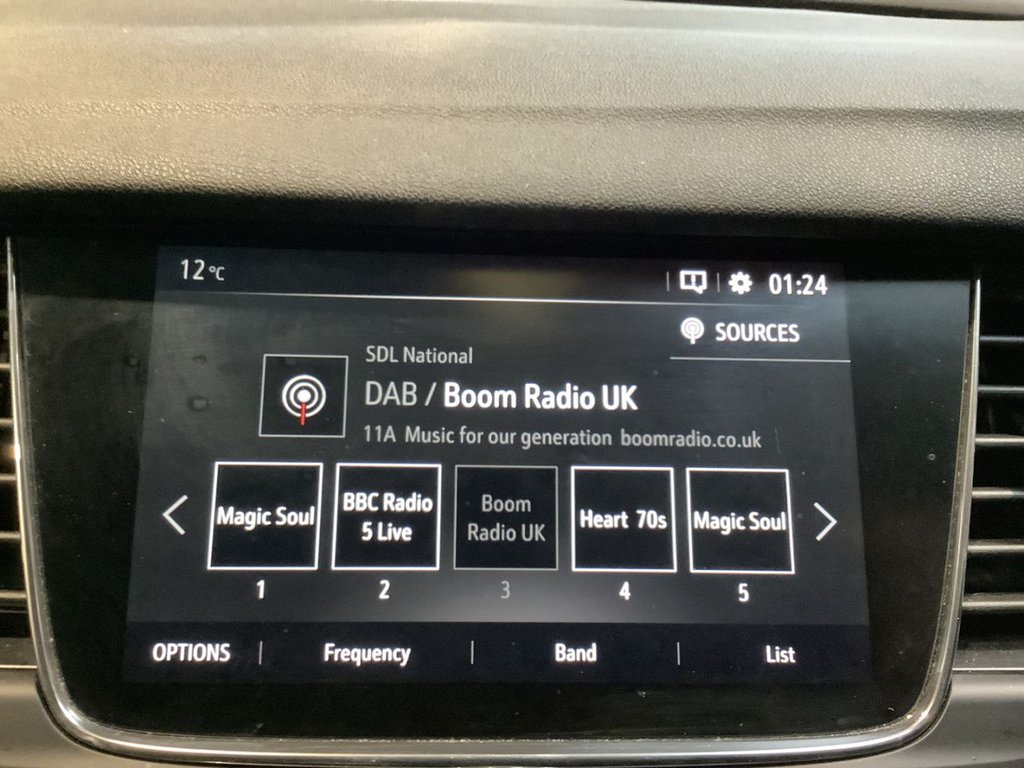 12 °C
01:24
SOURCES
SDL National
DAB / Boom Radio UK
11A Music for our generation boomradio.co.uk
Magic Soul
BBC Radio
5 Live
Boom
Radio UK
Heart 70s
Magic Soul
1 2 3 4 5
OPTIONS | Frequency | Band | List